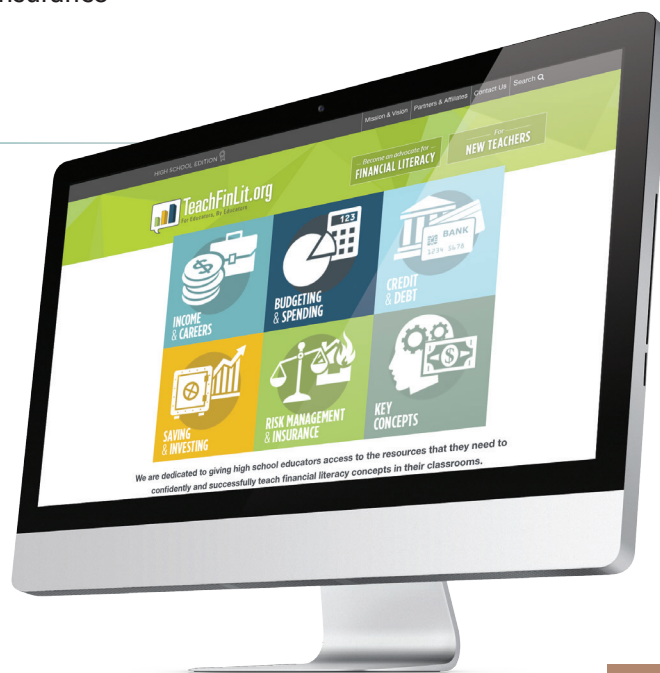 Mission & Vision
Partners & Affiliates
Contact Us
Search
HIGH SCHOOL EDITION
Become an advocate for
FINANCIAL LITERACY
For
NEW TEACHERS
TeachFinLit.org
For Educators, By Educators
123
BANK
1234 5678
INCOME
& CAREERS
BUDGETING
& SPENDING
CREDIT
& DEBT
SAVING
& INVESTING
RISK MANAGEMENT
& INSURANCE
KEY
CONCEPTS
We are dedicated to giving high school educators access to the resources that they need to
confidently and successfully teach financial literacy concepts in their classrooms.